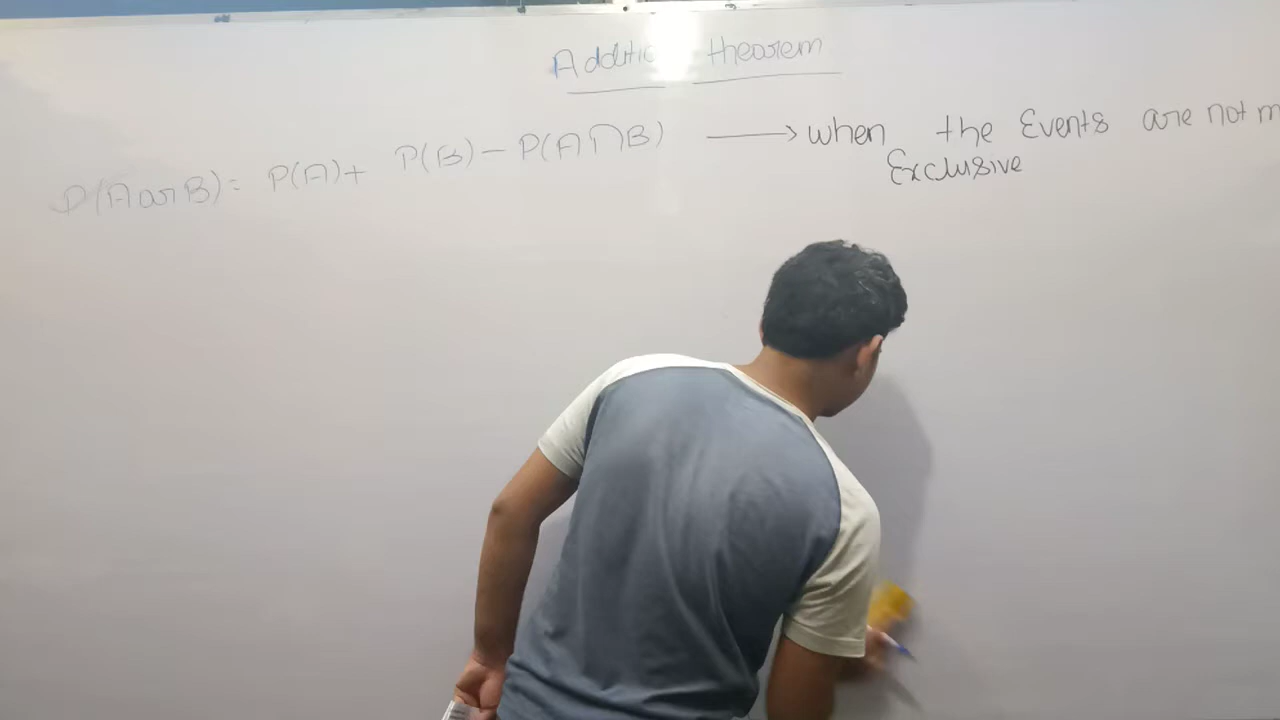 Addition theorem
P(A or B) = P(A) + P(B) - P(A∩B) → when the Events are not m
Exclusive